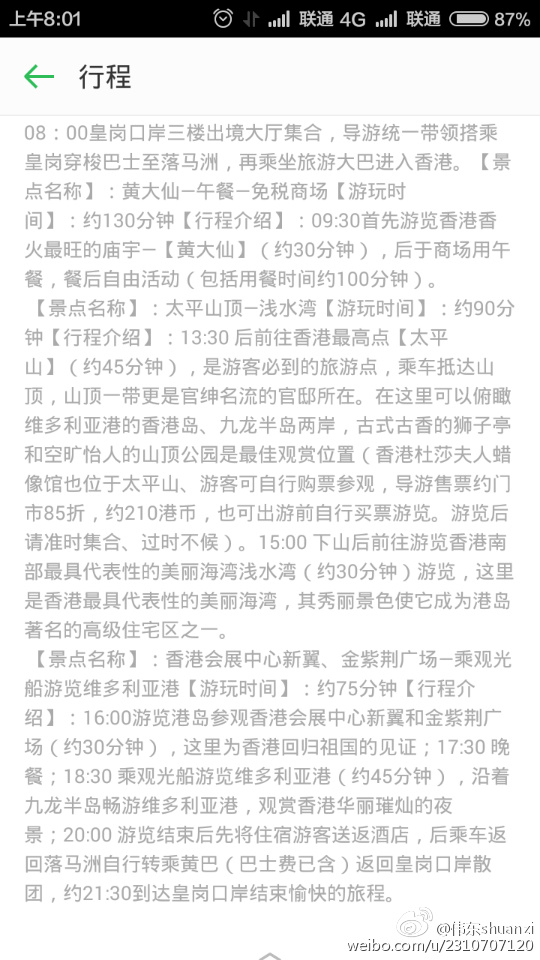 上午8:01 联通 4G 联通 87%
行程
08：00皇岗口岸三楼出境大厅集合，导游统一带领搭乘
皇岗穿梭巴士至落马洲，再乘坐旅游大巴进入香港。【景
点名称】：黄大仙—午餐—免税商场【游玩时
间】：约130分钟【行程介绍】：09:30首先游览香港香
火最旺的庙宇—【黄大仙】（约30分钟），后于商场用午
餐，餐后自由活动（包括用餐时间约100分钟）。
【景点名称】：太平山顶—浅水湾【游玩时间】：约90分
钟【行程介绍】：13:30 后前往香港最高点【太平
山】（约45分钟），是游客必到的旅游点，乘车抵达山
顶，山顶一带更是官绅名流的官邸所在。在这里可以俯瞰
维多利亚港的香港岛、九龙半岛两岸，古式古香的狮子亭
和空旷怡人的山顶公园是最佳观赏位置（香港杜莎夫人蜡
像馆也位于太平山、游客可自行购票参观，导游售票约门
市85折，约210港币，也可出游前自行买票游览。游览后
请准时集合、过时不候）。15:00 下山后前往游览香港南
部最具代表性的美丽海湾浅水湾（约30分钟）游览，这里
是香港最具代表性的美丽海湾，其秀丽景色使它成为港岛
著名的高级住宅区之一。
【景点名称】：香港会展中心新翼、金紫荆广场—乘观光
船游览维多利亚港【游玩时间】：约75分钟【行程介
绍】：16:00游览港岛参观香港会展中心新翼和金紫荆广
场（约30分钟），这里为香港回归祖国的见证；17:30 晚
餐；18:30 乘观光船游览维多利亚港（约45分钟），沿着
九龙半岛畅游维多利亚港，观赏香港华丽璀灿的夜
景；20:00 游览结束后先将住宿游客送返酒店，后乘车返
回落马洲自行转乘黄巴（巴士费已含）返回皇岗口岸散
团，约21:30到达皇岗口岸结束愉快的旅程。
@伟东shuanzi
weibo.com/u/2310707120